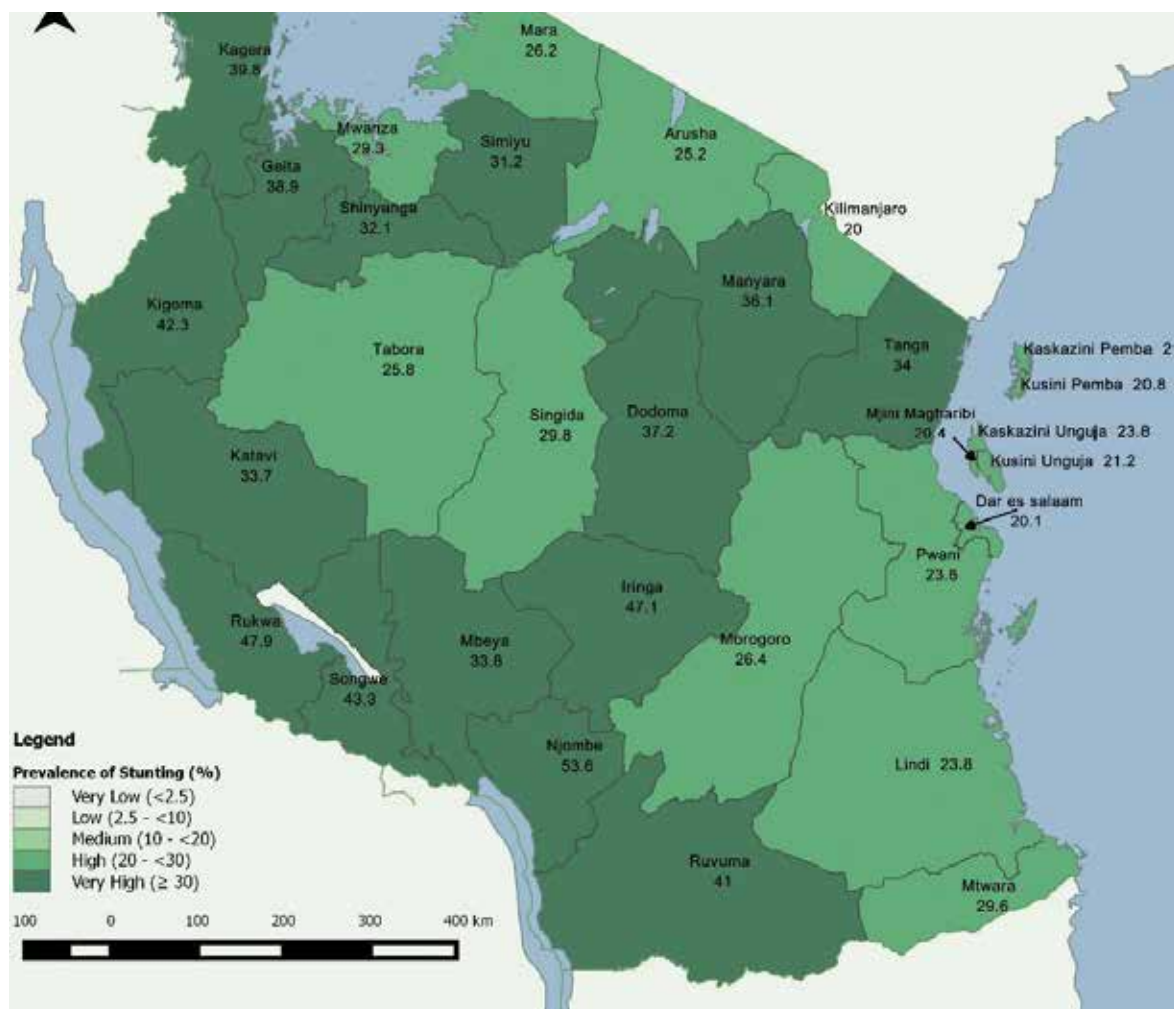 Mara
26.2
Kagera
39.8
Mwanza
29.3
Simiyu
31.2
Arusha
25.2
Geita
38.9
Shinyanga
32.1
Kilimanjaro
20
Kigoma
42.3
Manyara
36.1
Tabora
25.8
Tanga
34
Kaskazini Pemba 2
Kusini Pemba 20.8
Singida
29.8
Dodoma
37.2
Mjini Magharibi
20.4
Kaskazini Unguja 23.8
Kusini Unguja 21.2
Katavi
33.7
Dar es salaam
20.1
Pwani
23.8
Iringa
47.1
Rukwa
47.9
Mbeya
33.8
Morogoro
26.4
Songwe
43.3
Njombe
53.6
Lindi 23.8
Ruvuma
41
Mtwara
29.6
Legend
Prevalence of Stunting (%)
Very Low (<2.5)
Low (2.5 - <10)
Medium (10 - <20)
High (20 - <30)
Very High (≥ 30)
100 0 100 200 300 400 km